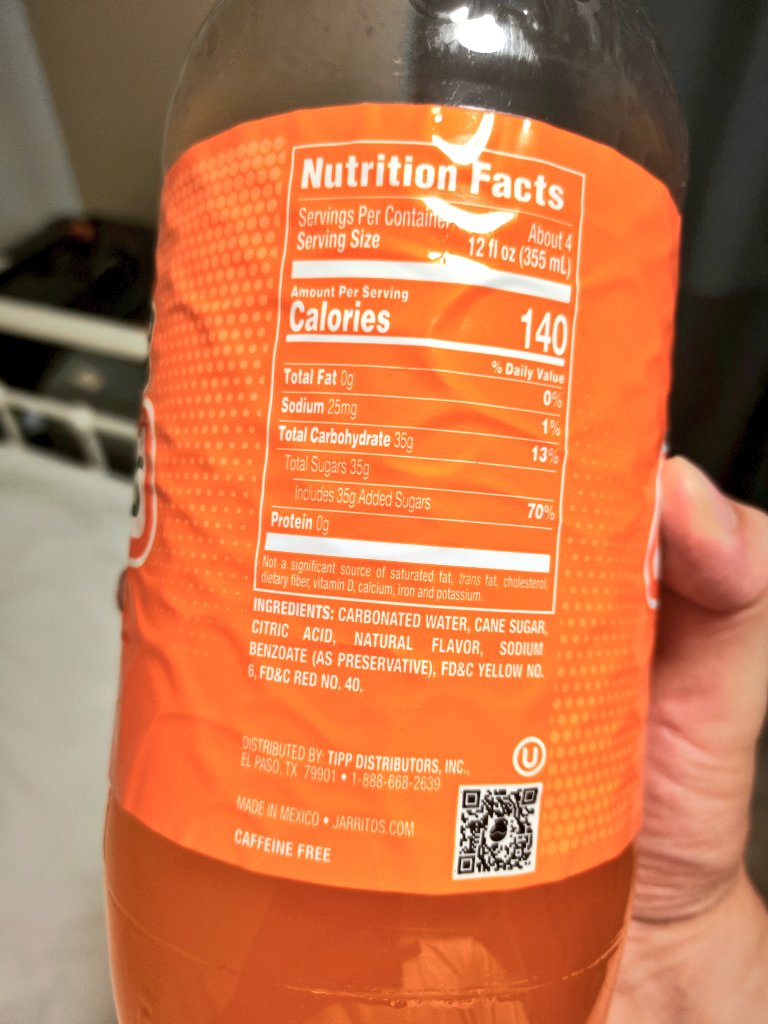 Nutrition Facts
Servings Per Container About 4
Serving Size 12 fl oz (355 mL)
Amount Per Serving
Calories 140
% Daily Value
Total Fat 0g 0%
Sodium 25mg 1%
Total Carbohydrate 35g 13%
Total Sugars 35g
Includes 35g Added Sugars 70%
Protein 0g
Not a significant source of saturated fat, trans fat, cholesterol,
dietary fiber, vitamin D, calcium, iron and potassium.
INGREDIENTS: CARBONATED WATER, CANE SUGAR,
CITRIC ACID, NATURAL FLAVOR, SODIUM
BENZOATE (AS PRESERVATIVE), FD&C YELLOW NO.
6, FD&C RED NO. 40.
DISTRIBUTED BY: TIPP DISTRIBUTORS, INC.,
EL PASO, TX 79901 • 1-888-668-2639
U
MADE IN MEXICO • JARRITOS.COM
CAFFEINE FREE